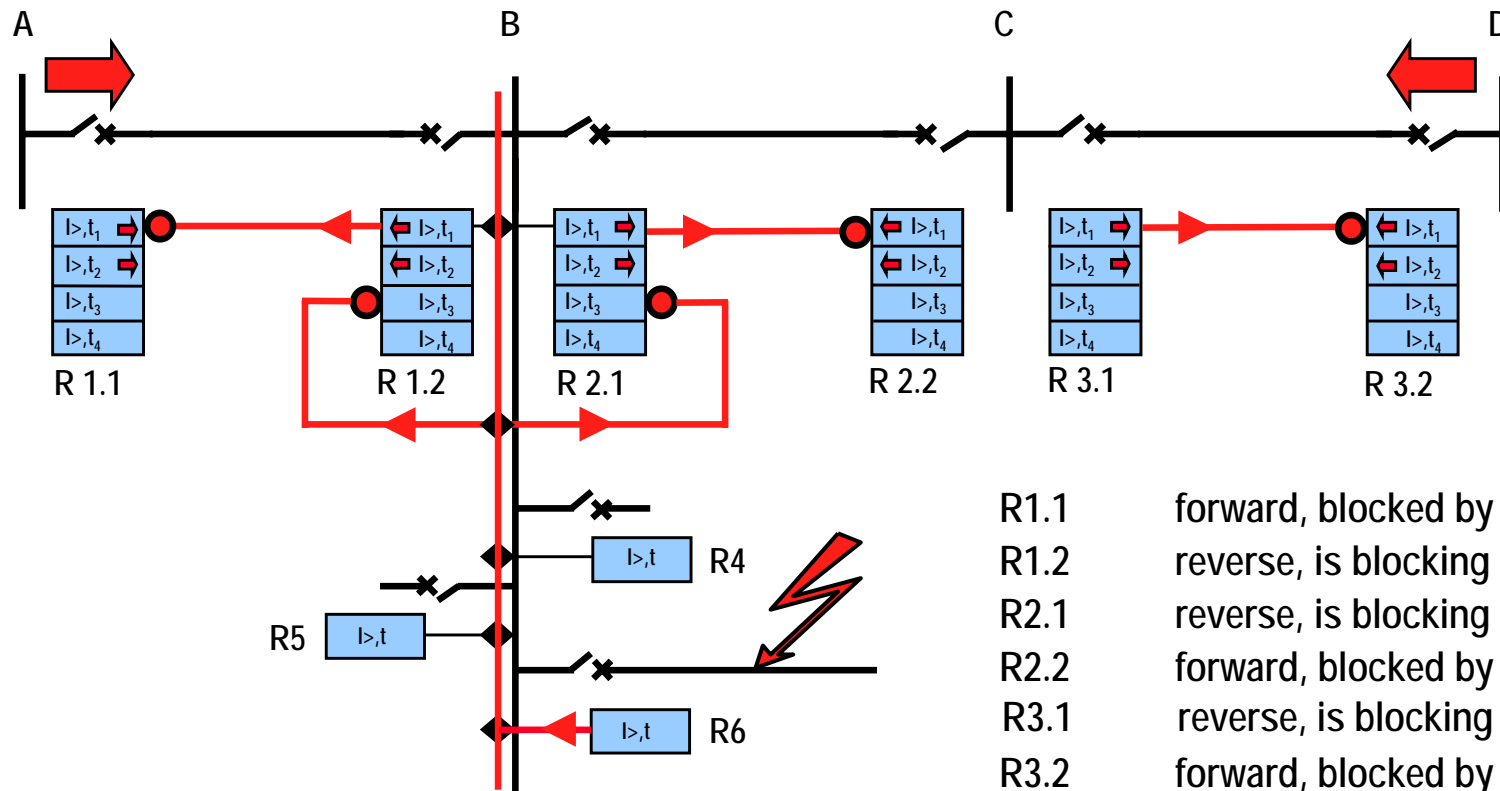 A B C D
I>,t1 I>,t1 I>,t1 I>,t1 I>,t1 I>,t1
I>,t2 I>,t2 I>,t2 I>,t2 I>,t2 I>,t2
I>,t3 I>,t3 I>,t3 I>,t3 I>,t3 I>,t3
I>,t4 I>,t4 I>,t4 I>,t4 I>,t4 I>,t4
R 1.1 R 1.2 R 2.1 R 2.2 R 3.1 R 3.2
I>,t R4
R5 I>,t
I>,t R6
R1.1 forward, blocked by
R1.2 reverse, is blocking
R2.1 reverse, is blocking
R2.2 forward, blocked by
R3.1 reverse, is blocking
R3.2 forward, blocked by